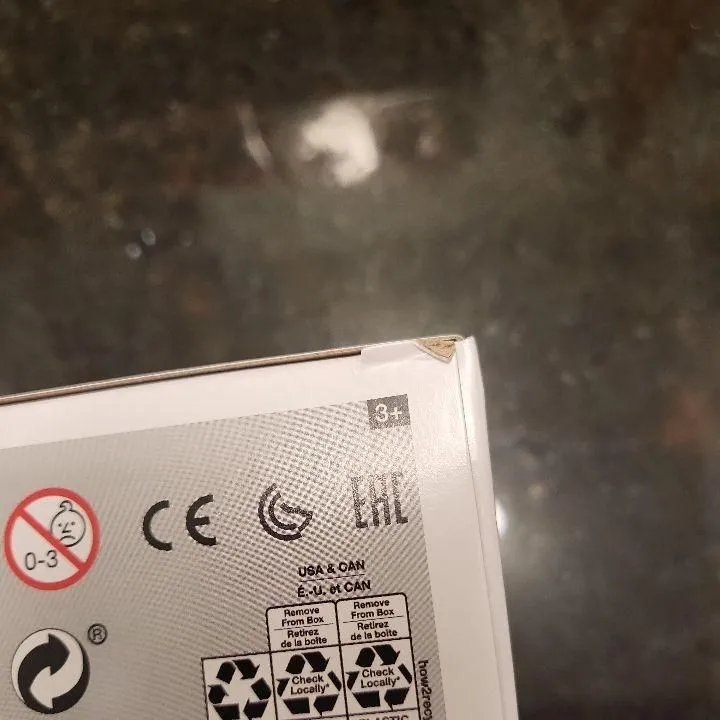 3+
0-3
CE
EAC
USA & CAN
É.-U. et CAN
Remove
From Box
Retirez
de la boîte
Remove
From Box
Retirez
de la boîte
Check
Locally*
Check
Locally*
®